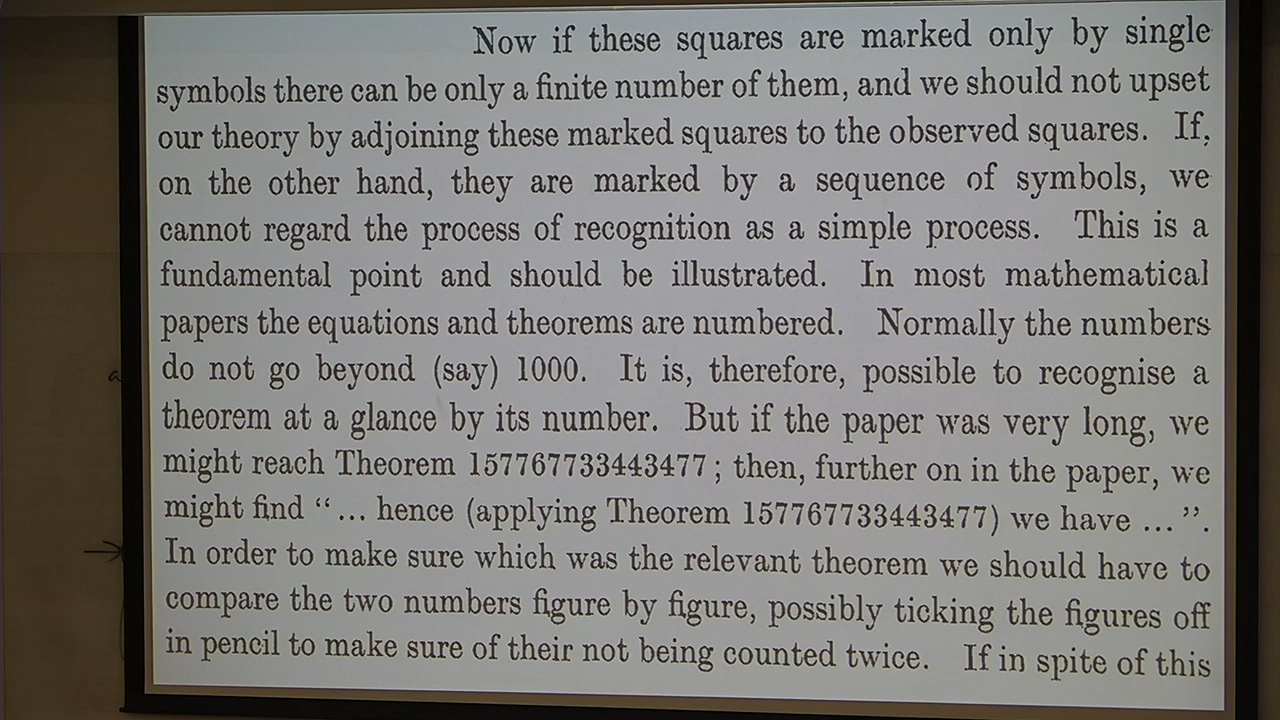 Now if these squares are marked only by single
symbols there can be only a finite number of them, and we should not upset
our theory by adjoining these marked squares to the observed squares. If,
on the other hand, they are marked by a sequence of symbols, we
cannot regard the process of recognition as a simple process. This is a
fundamental point and should be illustrated. In most mathematical
papers the equations and theorems are numbered. Normally the numbers
do not go beyond (say) 1000. It is, therefore, possible to recognise a
theorem at a glance by its number. But if the paper was very long, we
might reach Theorem 157767733443477; then, further on in the paper, we
might find “... hence (applying Theorem 157767733443477) we have ...”.
In order to make sure which was the relevant theorem we should have to
compare the two numbers figure by figure, possibly ticking the figures off
in pencil to make sure of their not being counted twice. If in spite of this